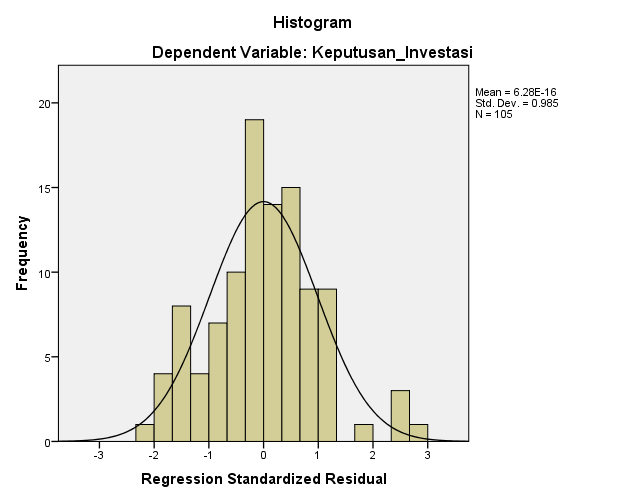 Histogram
Dependent Variable: Keputusan_Investasi
Mean = 6.28E-16
Std. Dev. = 0.985
N = 105
Frequency
20
15
10
5
0
-3 -2 -1 0 1 2 3
Regression Standardized Residual